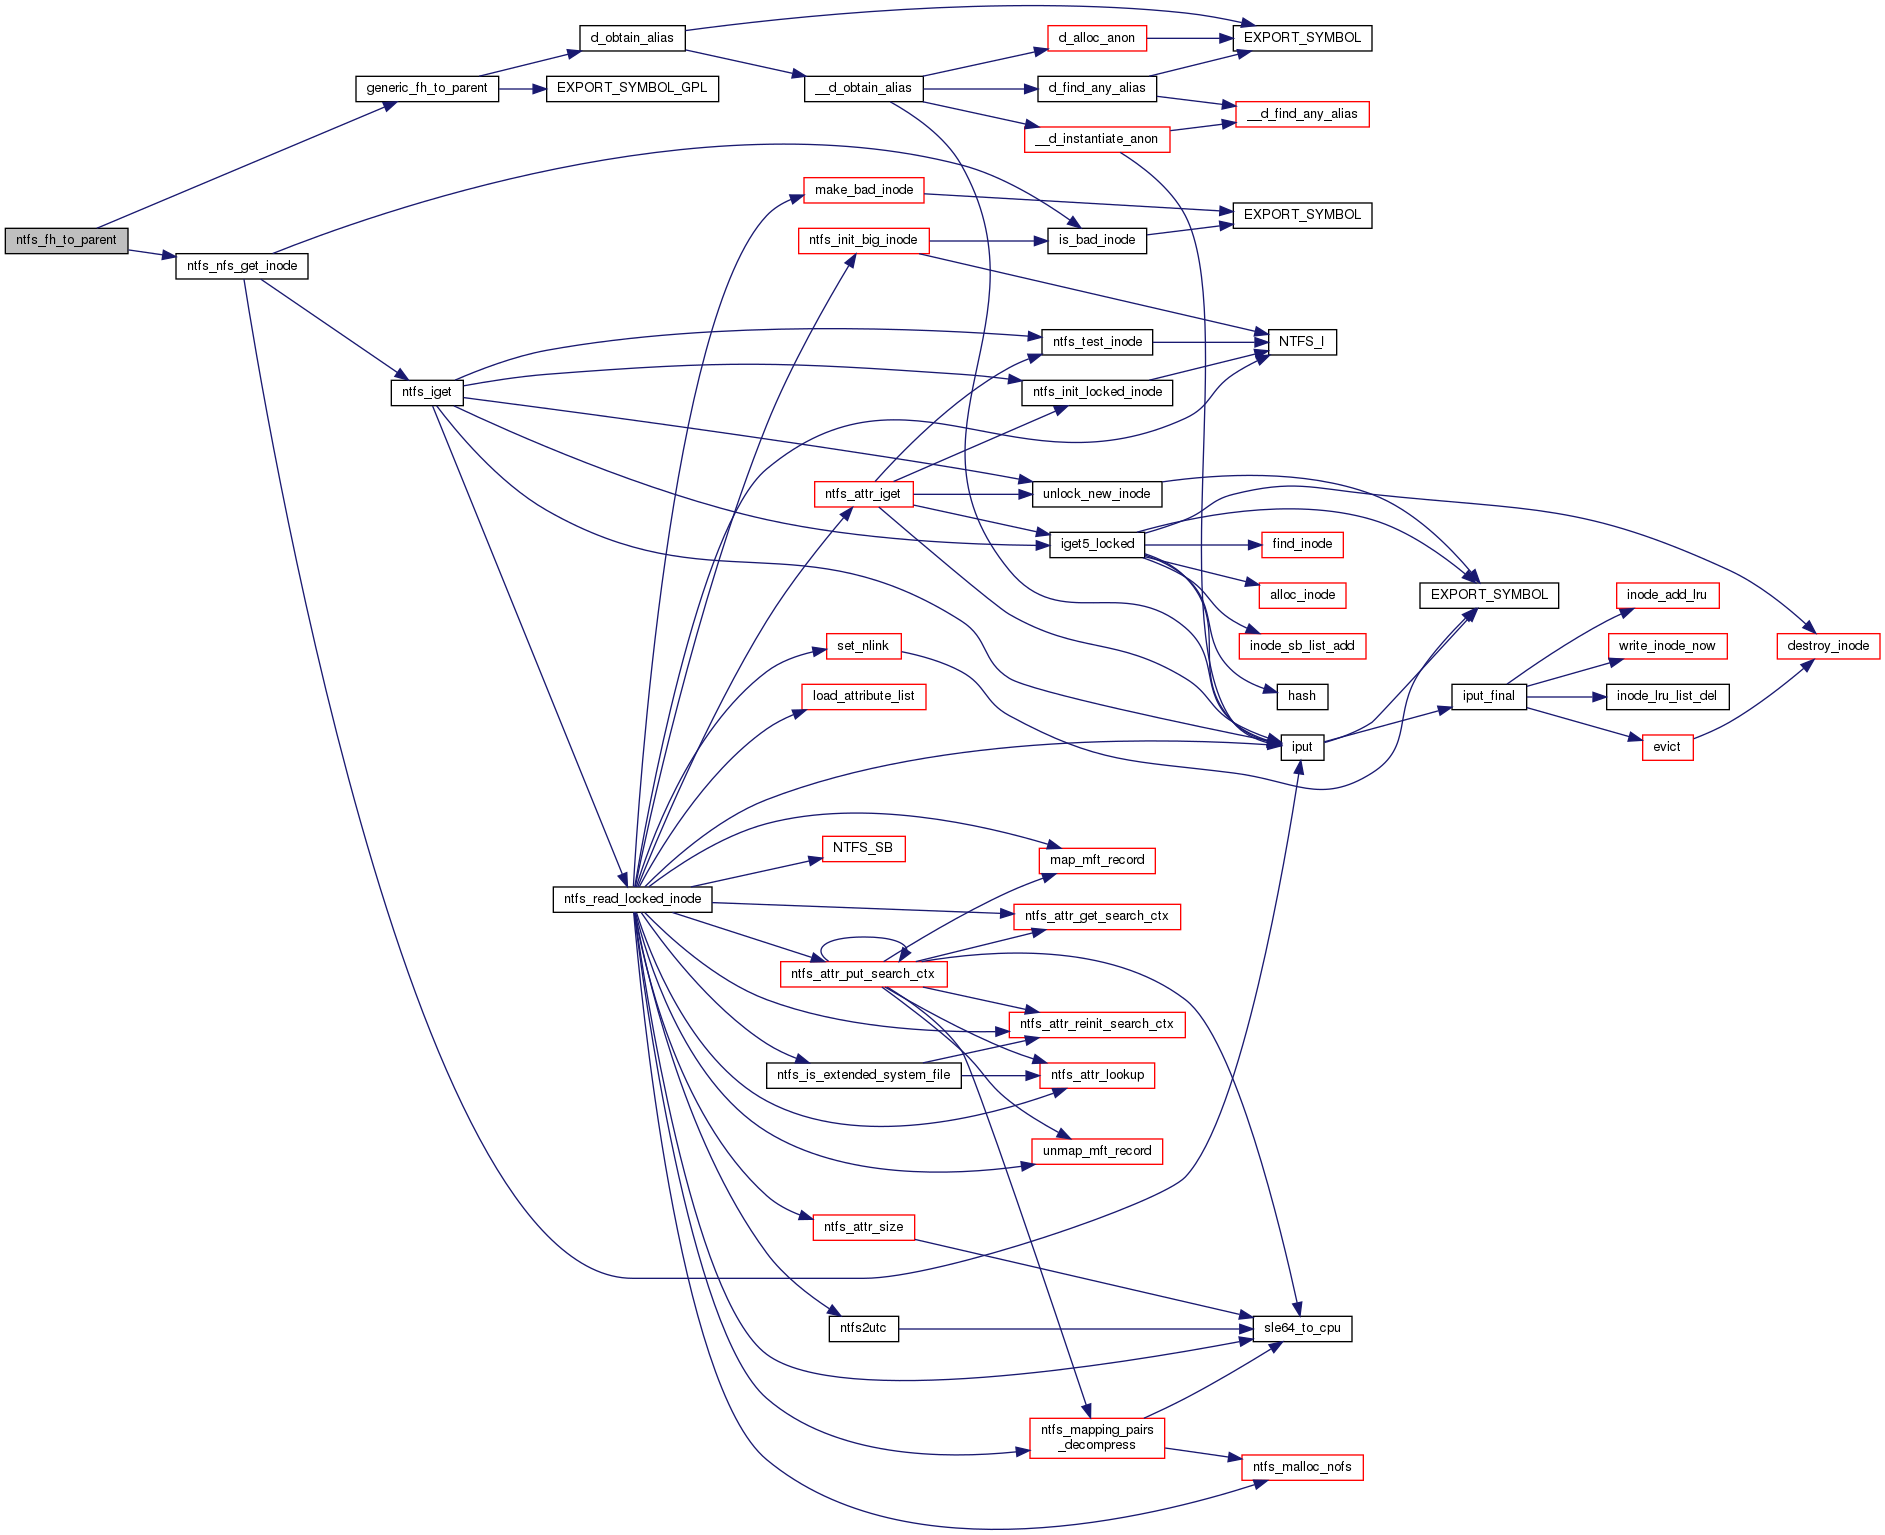 ntfs_fh_to_parent
generic_fh_to_parent
ntfs_nfs_get_inode
d_obtain_alias
EXPORT_SYMBOL_GPL
ntfs_iget
ntfs_read_locked_inode
__d_obtain_alias
make_bad_inode
ntfs_init_big_inode
ntfs_attr_iget
set_nlink
load_attribute_list
NTFS_SB
ntfs_attr_put_search_ctx
ntfs_is_extended_system_file
ntfs_attr_size
ntfs2utc
d_alloc_anon
d_find_any_alias
__d_instantiate_anon
is_bad_inode
ntfs_test_inode
ntfs_init_locked_inode
unlock_new_inode
iget5_locked
map_mft_record
ntfs_attr_get_search_ctx
ntfs_attr_reinit_search_ctx
ntfs_attr_lookup
unmap_mft_record
ntfs_mapping_pairs
_decompress
EXPORT_SYMBOL
__d_find_any_alias
EXPORT_SYMBOL
NTFS_I
find_inode
alloc_inode
inode_sb_list_add
hash
iput
sle64_to_cpu
ntfs_malloc_nofs
EXPORT_SYMBOL
iput_final
inode_add_lru
write_inode_now
inode_lru_list_del
evict
destroy_inode